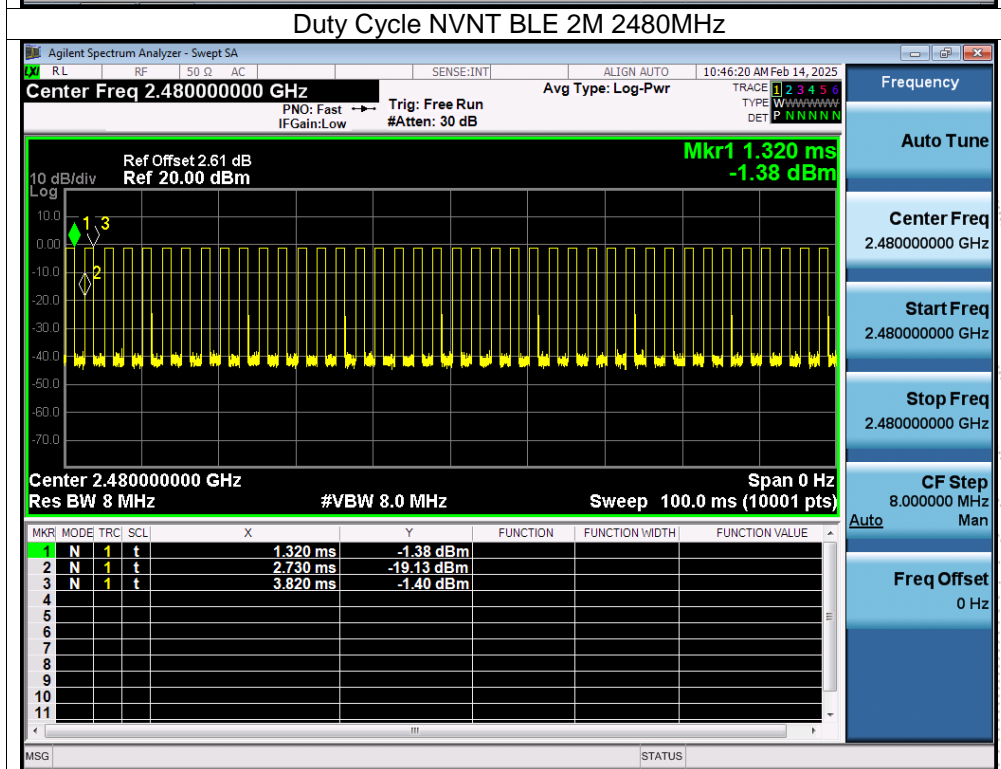 Duty Cycle NVNT BLE 2M 2480MHz
Agilent Spectrum Analyzer - Swept SA
LXI RL RF 50 Ω AC SENSE:INT ALIGN AUTO 10:46:20 AM Feb 14, 2025
Center Freq 2.480000000 GHz
PNO: Fast
IFGain:Low
Trig: Free Run
#Atten: 30 dB
Avg Type: Log-Pwr
TRACE 1 2 3 4 5 6
TYPE WWWWWWW
DET P N N N N N
Ref Offset 2.61 dB
Ref 20.00 dBm
10 dB/div
Log
Mkr1 1.320 ms
-1.38 dBm
10.0
0.00
-10.0
-20.0
-30.0
-40.0
-50.0
-60.0
-70.0
1
3
2
Center 2.480000000 GHz Span 0 Hz
Res BW 8 MHz #VBW 8.0 MHz Sweep 100.0 ms (10001 pts)
MKR MODE TRC SCL X Y FUNCTION FUNCTION WIDTH FUNCTION VALUE
1 N 1 t 1.320 ms -1.38 dBm
2 N 1 t 2.730 ms -19.13 dBm
3 N 1 t 3.820 ms -1.40 dBm
4
5
6
7
8
9
10
11
MSG STATUS
Frequency
Auto Tune
Center Freq
2.480000000 GHz
Start Freq
2.480000000 GHz
Stop Freq
2.480000000 GHz
CF Step
8.000000 MHz
Auto Man
Freq Offset
0 Hz